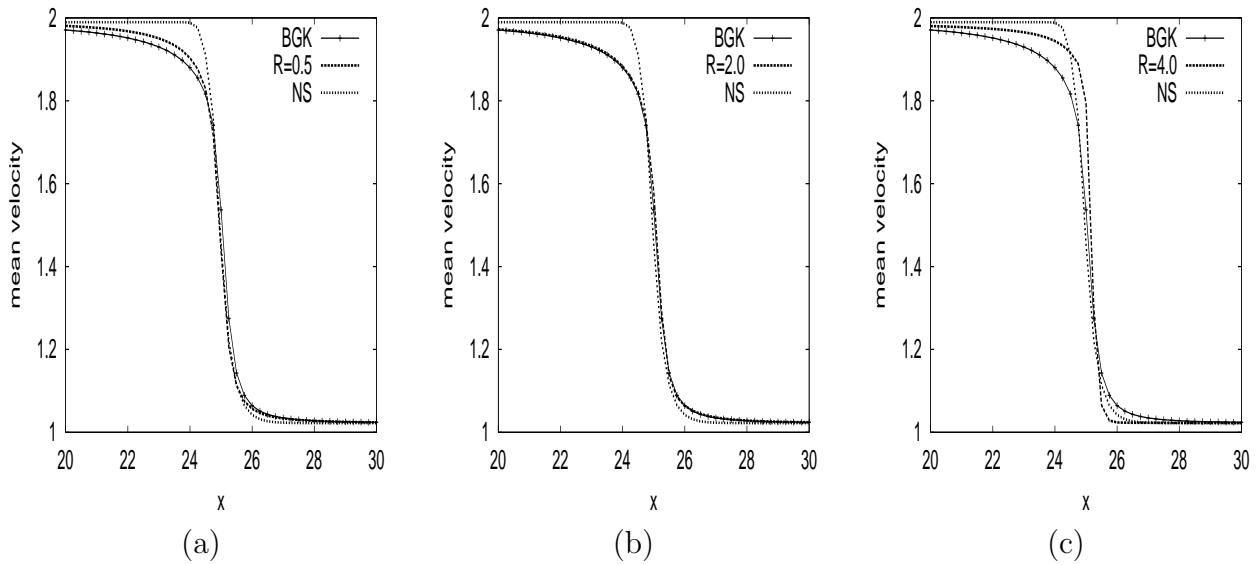 2
1.8
1.6
1.4
1.2
1
mean velocity
20 22 24 26 28 30
x
BGK
R=0.5
NS
(a)
2
1.8
1.6
1.4
1.2
1
mean velocity
20 22 24 26 28 30
x
BGK
R=2.0
NS
(b)
2
1.8
1.6
1.4
1.2
1
mean velocity
20 22 24 26 28 30
x
BGK
R=4.0
NS
(c)